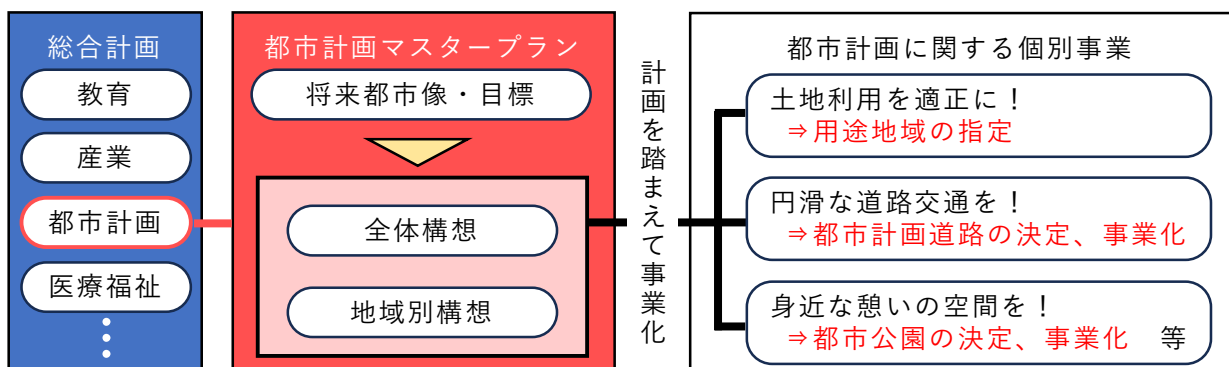 総合計画
教育
産業
都市計画
医療福祉
都市計画マスタープラン
将来都市像・目標
全体構想
地域別構想
計画を踏まえて事業化
都市計画に関する個別事業
土地利用を適正に！
⇒用途地域の指定
円滑な道路交通を！
⇒都市計画道路の決定、事業化
身近な憩いの空間を！
⇒都市公園の決定、事業化　等